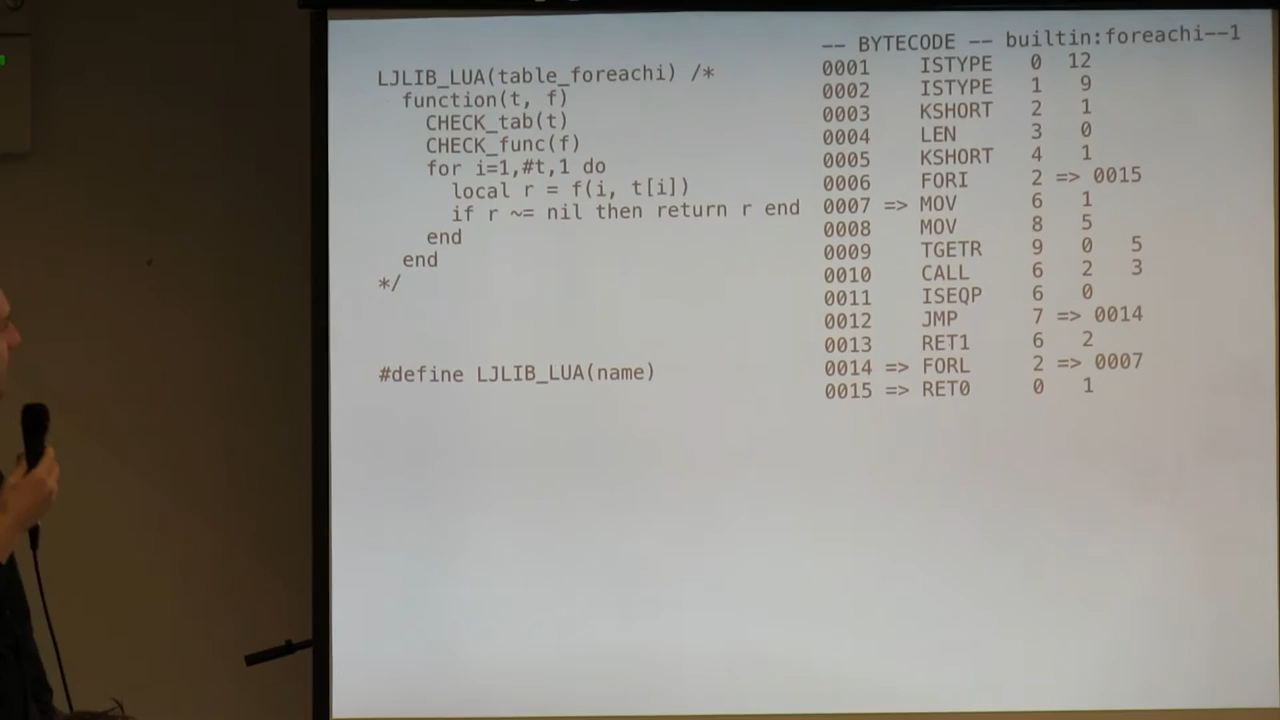 LJLIB_LUA(table_foreachi) /*
  function(t, f)
    CHECK_tab(t)
    CHECK_func(f)
    for i=1,#t,1 do
      local r = f(i, t[i])
      if r ~= nil then return r end
    end
  end
*/
#define LJLIB_LUA(name)
-- BYTECODE -- builtin:foreachi--1
0001    ISTYPE   0  12
0002    ISTYPE   1   9
0003    KSHORT   2   1
0004    LEN      3   0
0005    KSHORT   4   1
0006    FORI     2 => 0015
0007 => MOV      6   1
0008    MOV      8   5
0009    TGETR    9   0   5
0010    CALL     6   2   3
0011    ISEQP    6   0
0012    JMP      7 => 0014
0013    RET1     6   2
0014 => FORL     2 => 0007
0015 => RET0     0   1